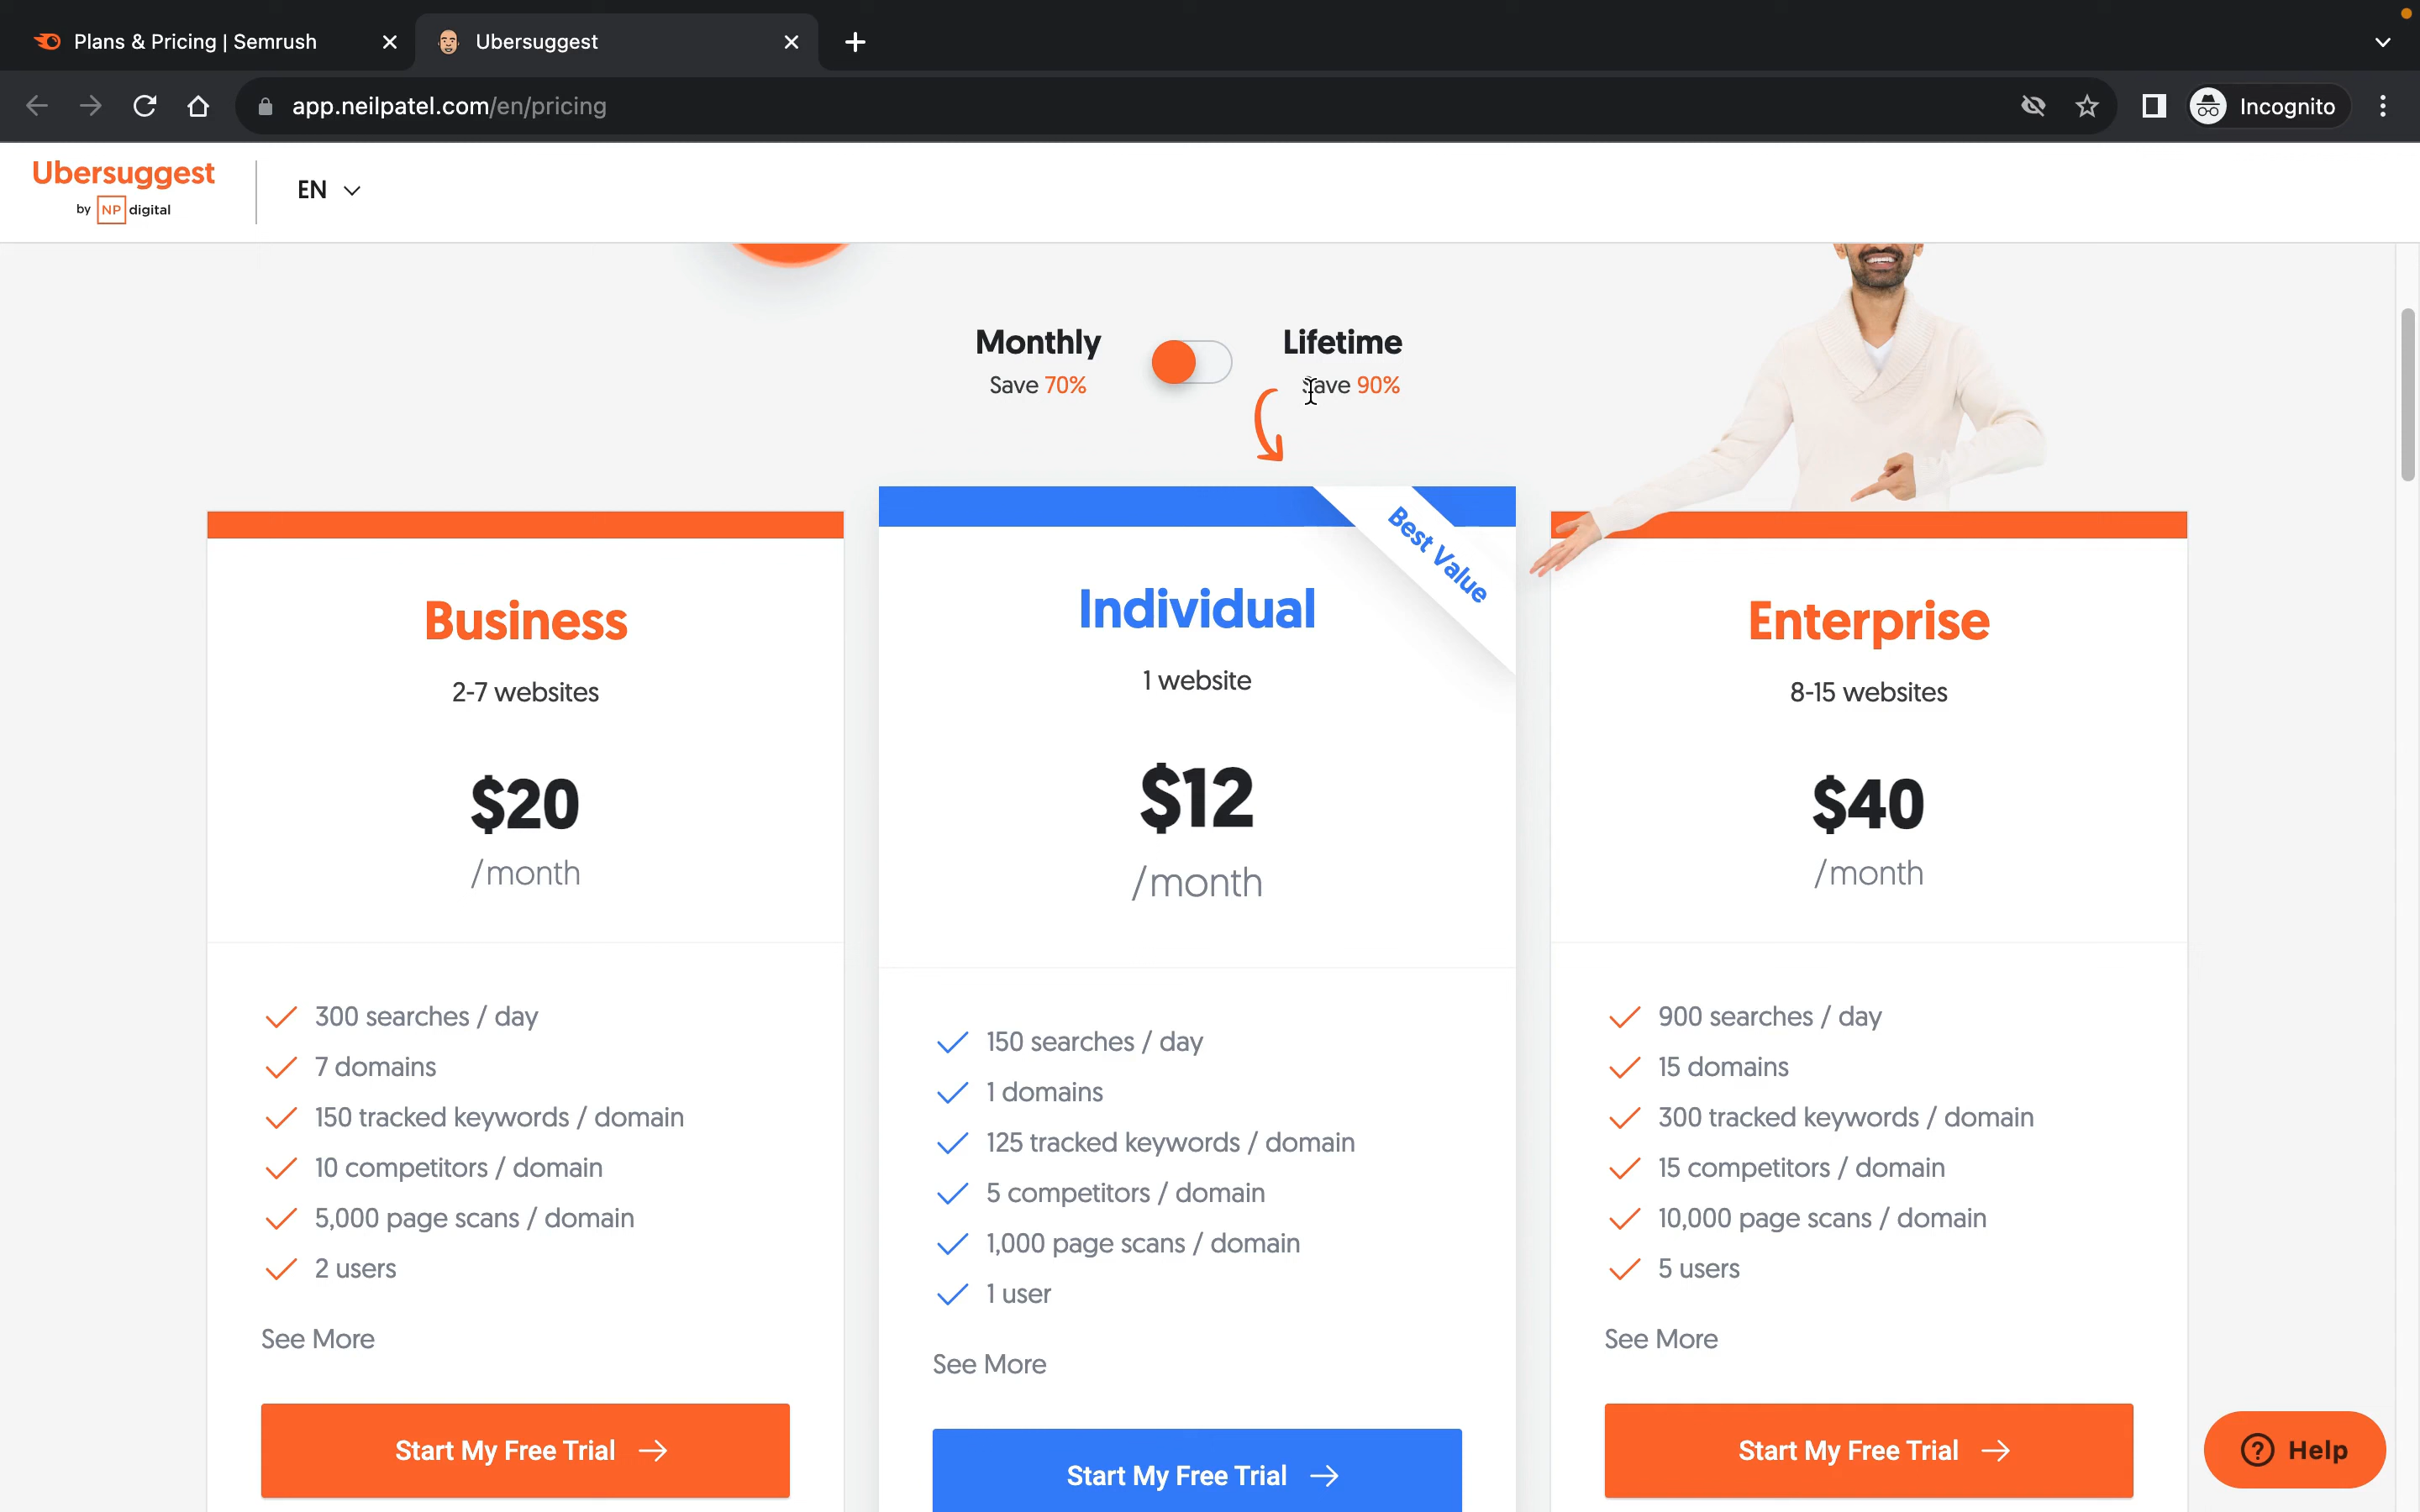 Plans & Pricing | Semrush
Ubersuggest
app.neilpatel.com/en/pricing
Incognito
Ubersuggest
by NP digital
EN
Monthly
Save 70%
Lifetime
Save 90%
Business
2-7 websites
$20
/month
300 searches / day
7 domains
150 tracked keywords / domain
10 competitors / domain
5,000 page scans / domain
2 users
See More
Start My Free Trial
Best Value
Individual
1 website
$12
/month
150 searches / day
1 domains
125 tracked keywords / domain
5 competitors / domain
1,000 page scans / domain
1 user
See More
Start My Free Trial
Enterprise
8-15 websites
$40
/month
900 searches / day
15 domains
300 tracked keywords / domain
15 competitors / domain
10,000 page scans / domain
5 users
See More
Start My Free Trial
Help